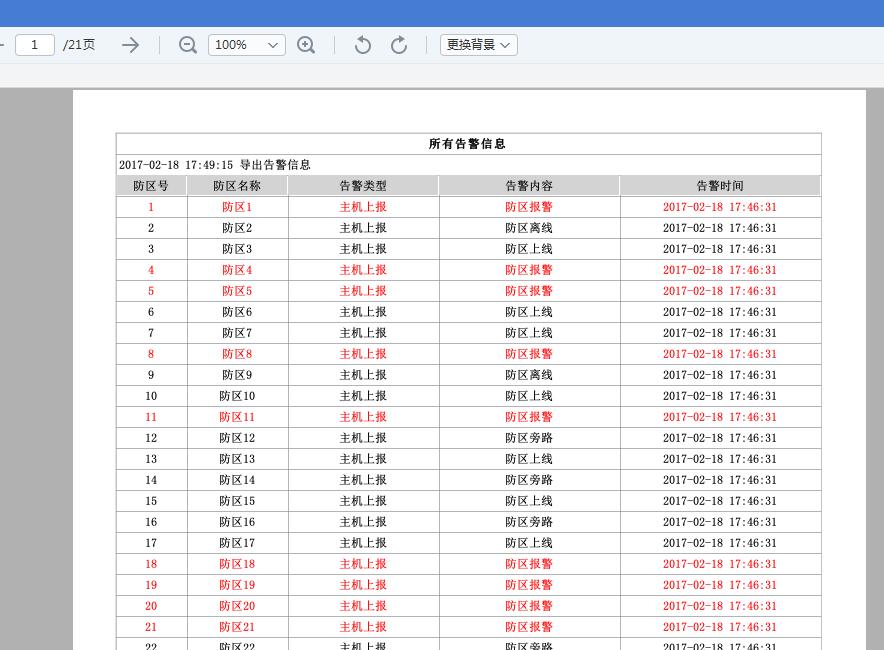 1 /21页 100% 更换背景
所有告警信息
2017-02-18 17:49:15 导出告警信息
防区号 防区名称 告警类型 告警内容 告警时间
1 防区1 主机上报 防区报警 2017-02-18 17:46:31
2 防区2 主机上报 防区离线 2017-02-18 17:46:31
3 防区3 主机上报 防区上线 2017-02-18 17:46:31
4 防区4 主机上报 防区报警 2017-02-18 17:46:31
5 防区5 主机上报 防区报警 2017-02-18 17:46:31
6 防区6 主机上报 防区上线 2017-02-18 17:46:31
7 防区7 主机上报 防区上线 2017-02-18 17:46:31
8 防区8 主机上报 防区报警 2017-02-18 17:46:31
9 防区9 主机上报 防区离线 2017-02-18 17:46:31
10 防区10 主机上报 防区上线 2017-02-18 17:46:31
11 防区11 主机上报 防区报警 2017-02-18 17:46:31
12 防区12 主机上报 防区旁路 2017-02-18 17:46:31
13 防区13 主机上报 防区上线 2017-02-18 17:46:31
14 防区14 主机上报 防区旁路 2017-02-18 17:46:31
15 防区15 主机上报 防区上线 2017-02-18 17:46:31
16 防区16 主机上报 防区旁路 2017-02-18 17:46:31
17 防区17 主机上报 防区上线 2017-02-18 17:46:31
18 防区18 主机上报 防区报警 2017-02-18 17:46:31
19 防区19 主机上报 防区报警 2017-02-18 17:46:31
20 防区20 主机上报 防区报警 2017-02-18 17:46:31
21 防区21 主机上报 防区报警 2017-02-18 17:46:31
22 防区22 主机上报 防区旁路 2017-02-18 17:46:31